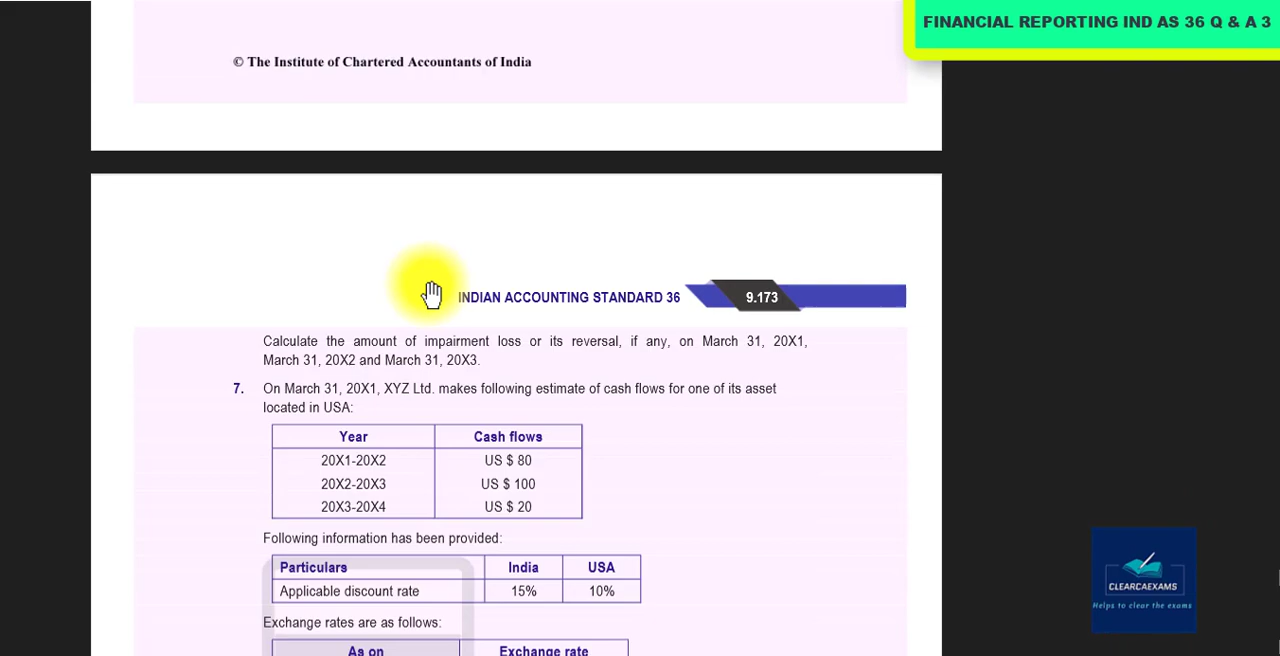 FINANCIAL REPORTING IND AS 36 Q & A 3
© The Institute of Chartered Accountants of India
INDIAN ACCOUNTING STANDARD 36 9.173
Calculate the amount of impairment loss or its reversal, if any, on March 31, 20X1,
March 31, 20X2 and March 31, 20X3.
7. On March 31, 20X1, XYZ Ltd. makes following estimate of cash flows for one of its asset
located in USA:
Year Cash flows
20X1-20X2 US $ 80
20X2-20X3 US $ 100
20X3-20X4 US $ 20
Following information has been provided:
Particulars India USA
Applicable discount rate 15% 10%
Exchange rates are as follows:
As on Exchange rate
CLEARCAEXAMS
Helps to clear the exams